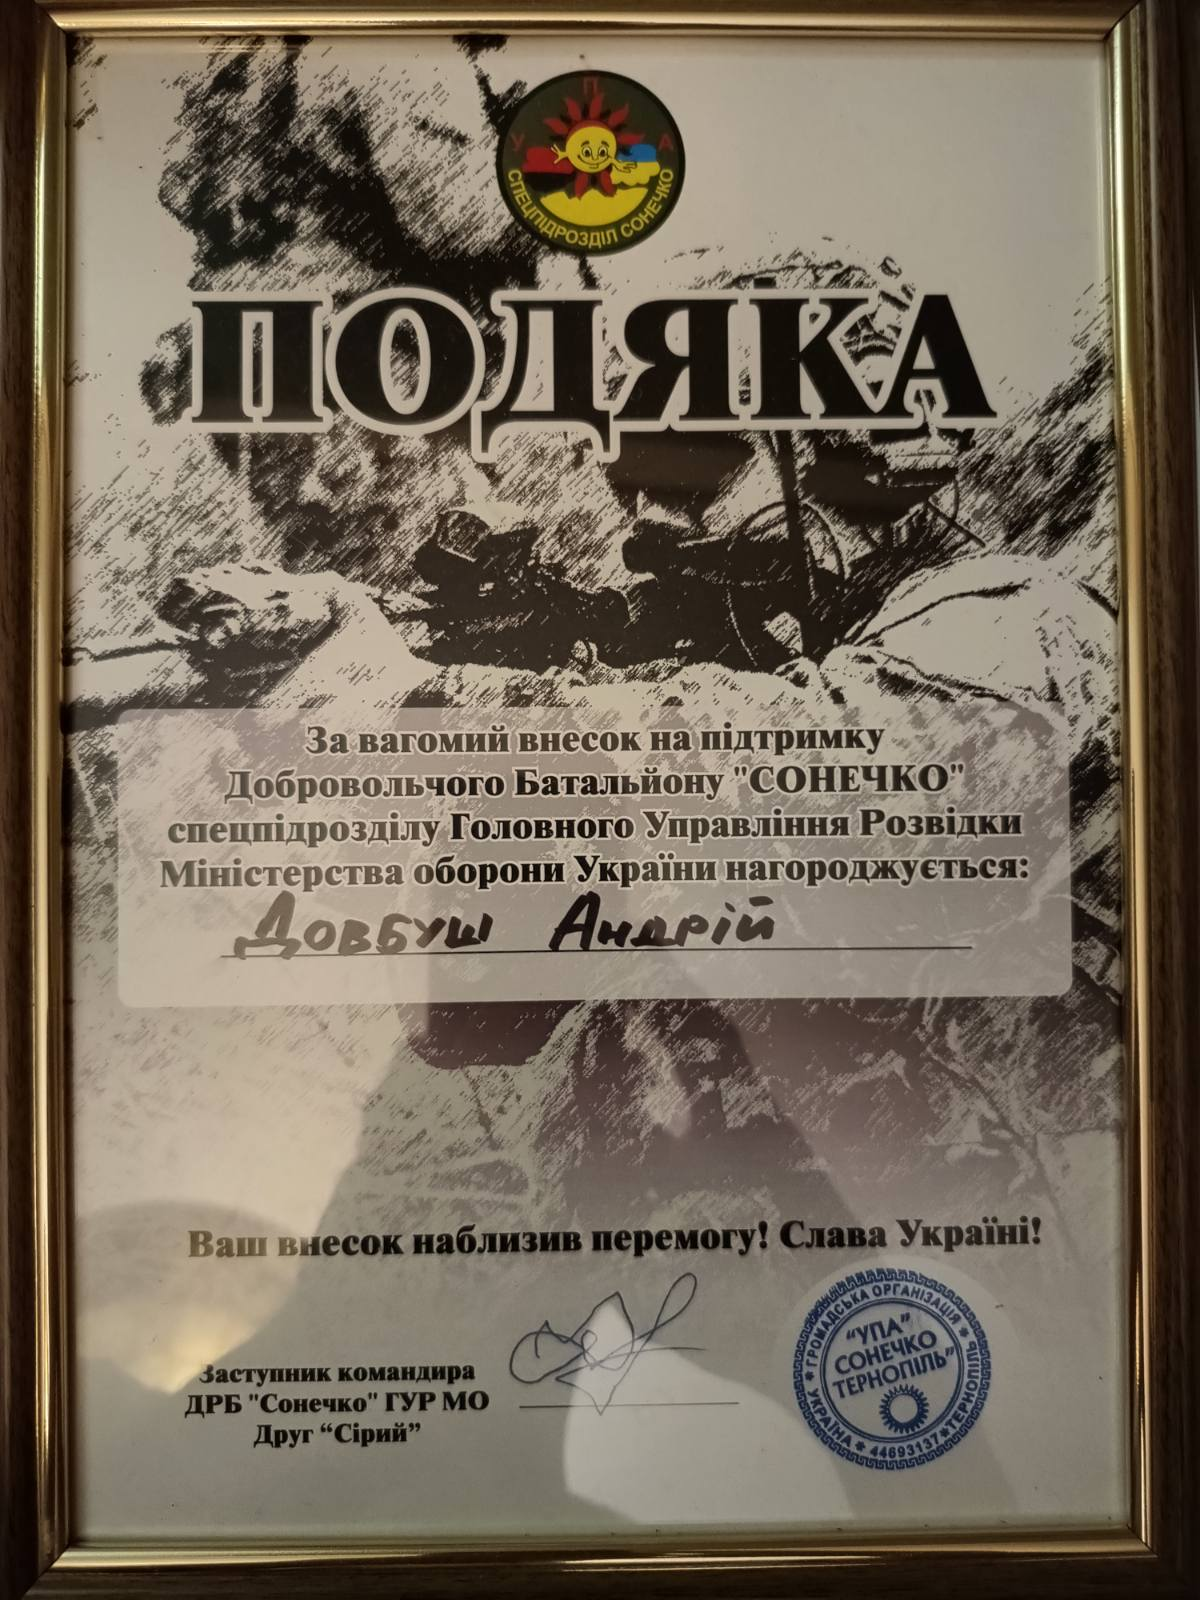 У П А
СПЕЦПІДРОЗДІЛ СОНЕЧКО
ПОДЯКА
За вагомий внесок на підтримку
Добровольчого Батальйону "СОНЕЧКО"
спецпідрозділу Головного Управління Розвідки
Міністерства оборони України нагороджується:
Довбуш Андрій
Ваш внесок наблизив перемогу! Слава Україні!
Заступник командира
ДРБ "Сонечко" ГУР МО
Друг “Сірий”
ГРОМАДСЬКА ОРГАНІЗАЦІЯ * ТЕРНОПІЛЬ * 44693137 * УКРАЇНА *
“УПА”
СОНЕЧКО
ТЕРНОПІЛЬ”